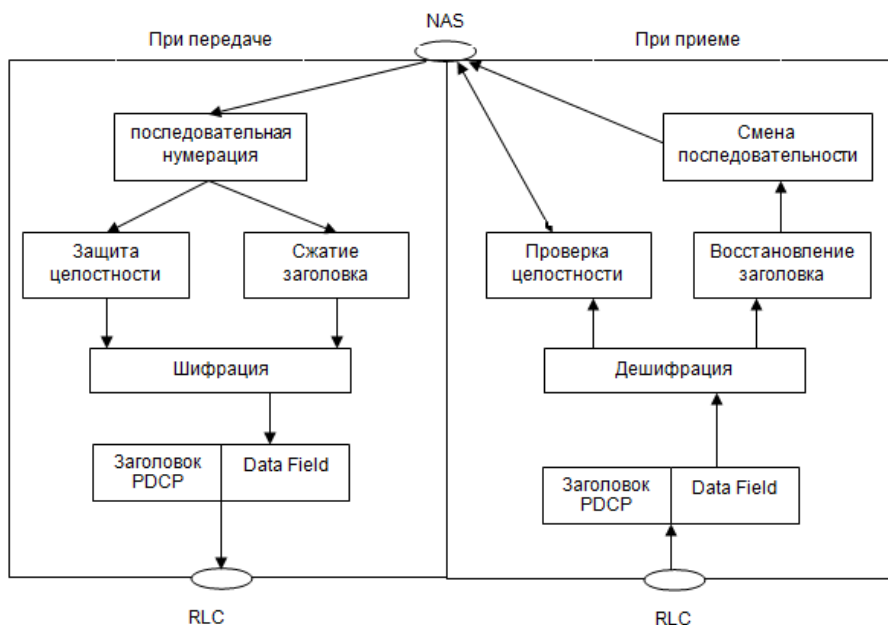 NAS
При передаче
При приеме
последовательная
нумерация
Смена
последовательности
Защита
целостности
Сжатие
заголовка
Проверка
целостности
Восстановление
заголовка
Шифрация
Дешифрация
Заголовок
PDCP
Data Field
Заголовок
PDCP
Data Field
RLC
RLC